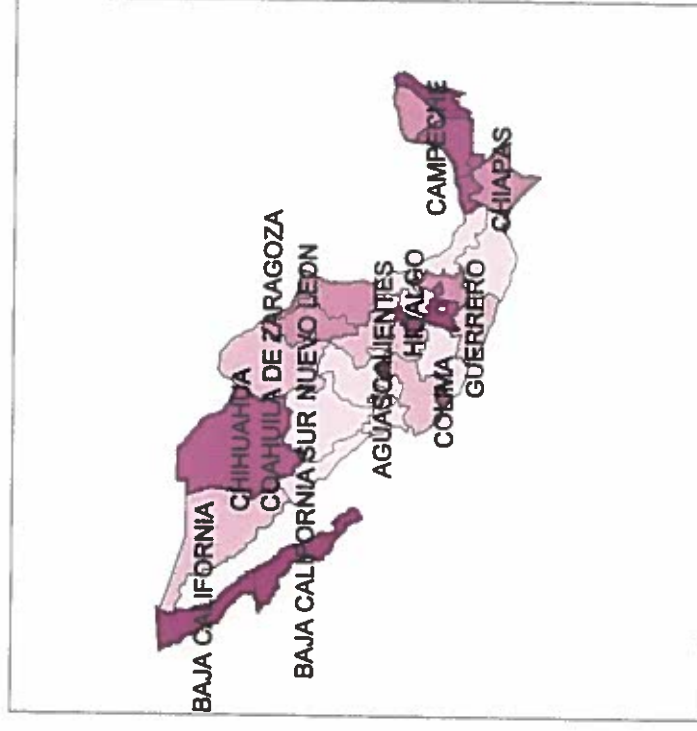 BAJA CALIFORNIA
CHIHUAHUA
COAHUILA DE ZARAGOZA
BAJA CALIFORNIA SUR
NUEVO LEON
AGUASCALIENTES
HIDALGO
COLIMA
GUERRERO
CAMPECHE
CHIAPAS